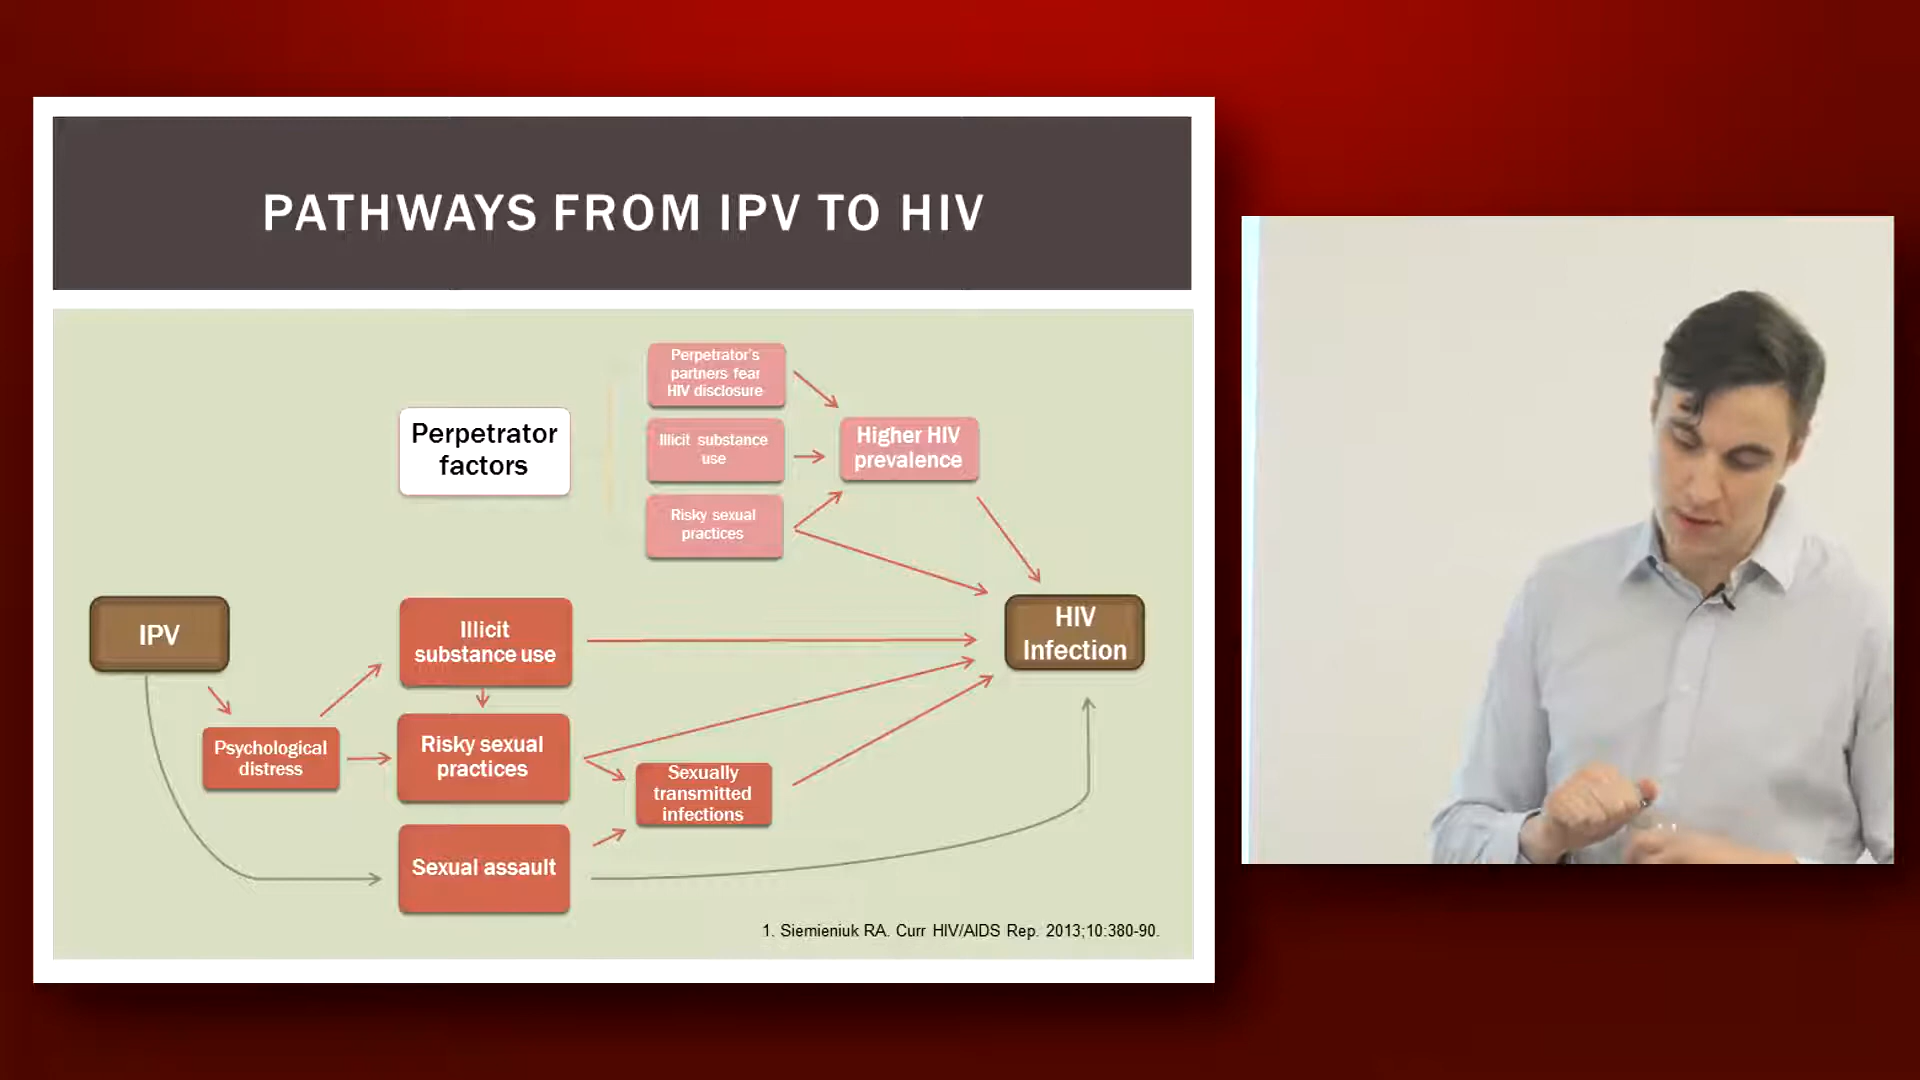 PATHWAYS FROM IPV TO HIV
Perpetrator's
partners fear
HIV disclosure
Perpetrator
factors
Illicit substance
use
Higher HIV
prevalence
Risky sexual
practices
IPV
Illicit
substance use
HIV
Infection
Psychological
distress
Risky sexual
practices
Sexually
transmitted
infections
Sexual assault
1. Siemieniuk RA. Curr HIV/AIDS Rep. 2013;10:380-90.